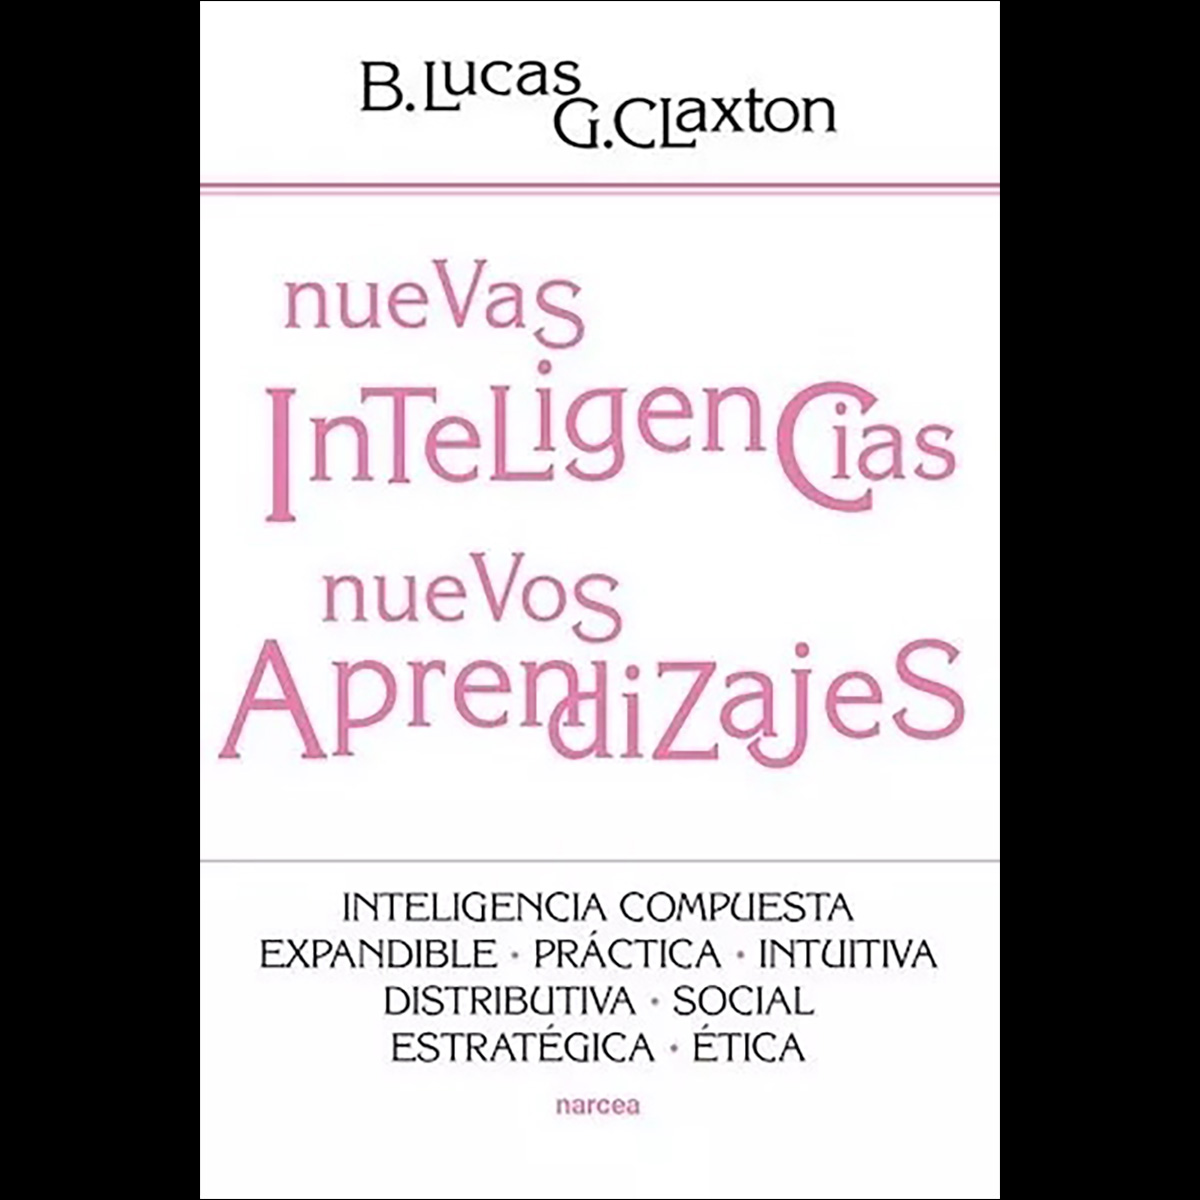 B. Lucas
G. CLaxton
nueVas
InTeLigenCias
nueVos
AprendiZajeS
INTELIGENCIA COMPUESTA
EXPANDIBLE · PRÁCTICA · INTUITIVA
DISTRIBUTIVA · SOCIAL
ESTRATÉGICA · ÉTICA
narcea